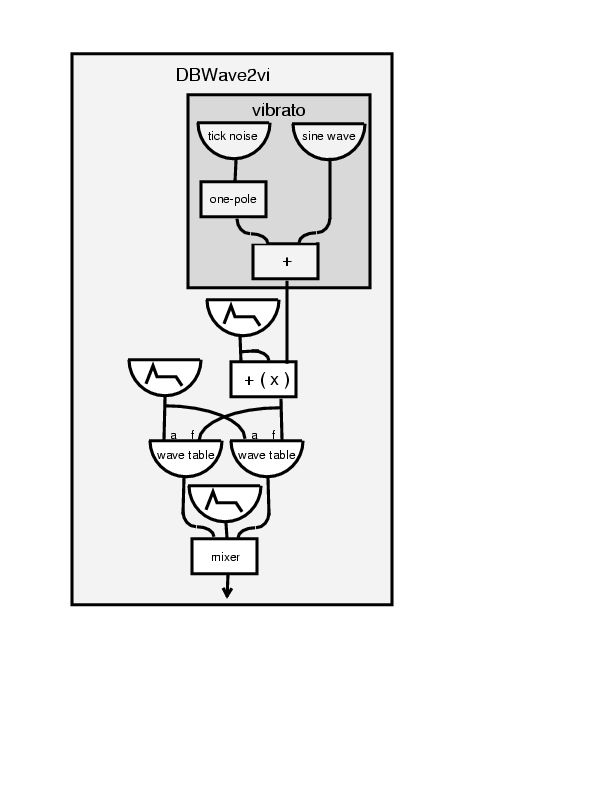 DBWave2vi
vibrato
tick noise
sine wave
one-pole
+
+ ( x )
a f
a f
wave table
wave table
mixer